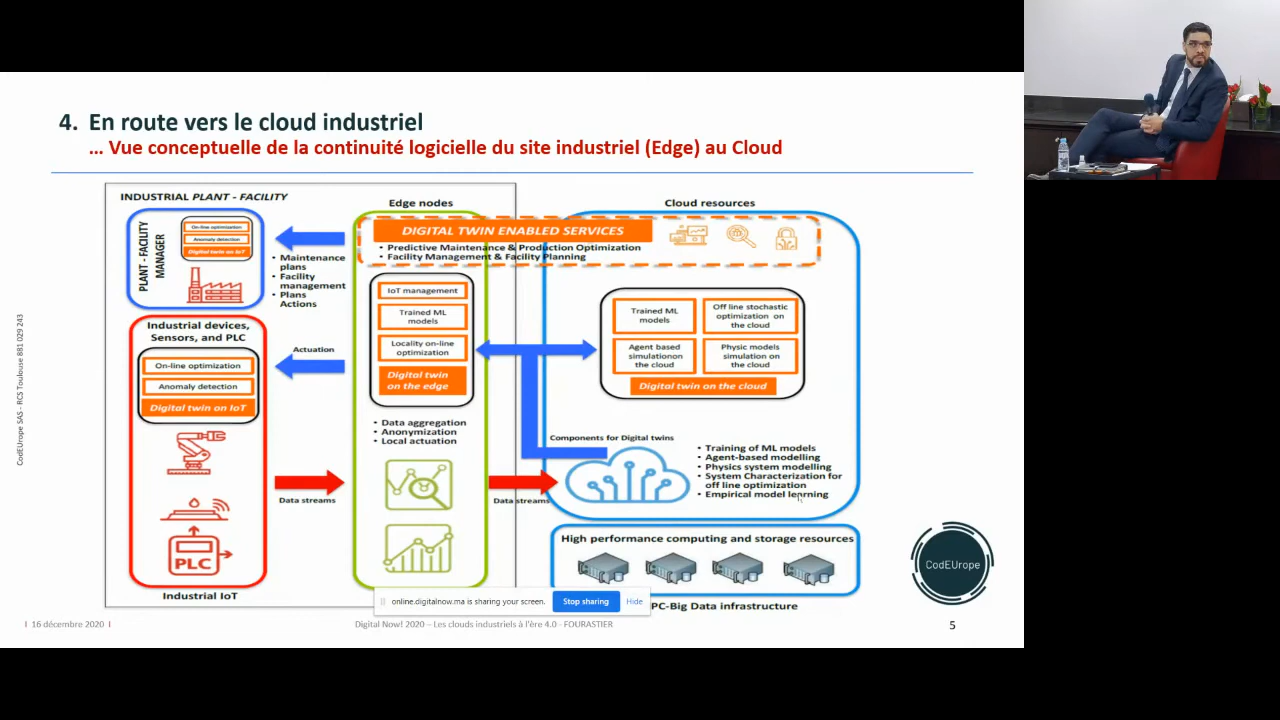 4. En route vers le cloud industriel
... Vue conceptuelle de la continuité logicielle du site industriel (Edge) au Cloud
INDUSTRIAL PLANT - FACILITY
PLANT - FACILITY
MANAGER
On-line optimization
Anomaly detection
Digital twin on IoT
• Maintenance
plans
• Facility
management
• Plans
Actions
Industrial devices,
Sensors, and PLC
On-line optimization
Anomaly detection
Digital twin on IoT
Actuation
PLC
Data streams
Industrial IoT
Edge nodes
DIGITAL TWIN ENABLED SERVICES
• Predictive Maintenance & Production Optimization
• Facility Management & Facility Planning
IoT management
Trained ML
models
Locality on-line
optimization
Digital twin
on the edge
• Data aggregation
• Anonymization
• Local actuation
Data streams
Cloud resources
Trained ML
models
Off line stochastic
optimization on
the cloud
Agent based
simulationon
the cloud
Physic models
simulation on
the cloud
Digital twin on the cloud
Components for Digital twins
• Training of ML models
• Agent-based modelling
• Physics system modelling
• System Characterization for
off line optimization
• Empirical model learning
High performance computing and storage resources
PC-Big Data infrastructure
online.digitalnow.ma is sharing your screen.
Stop sharing
Hide
CodEUrope
CodEUrope SAS - RCS Toulouse 881 029 243
I 16 décembre 2020 I
Digital Now! 2020 – Les clouds industriels à l'ère 4.0 - FOURASTIER
5